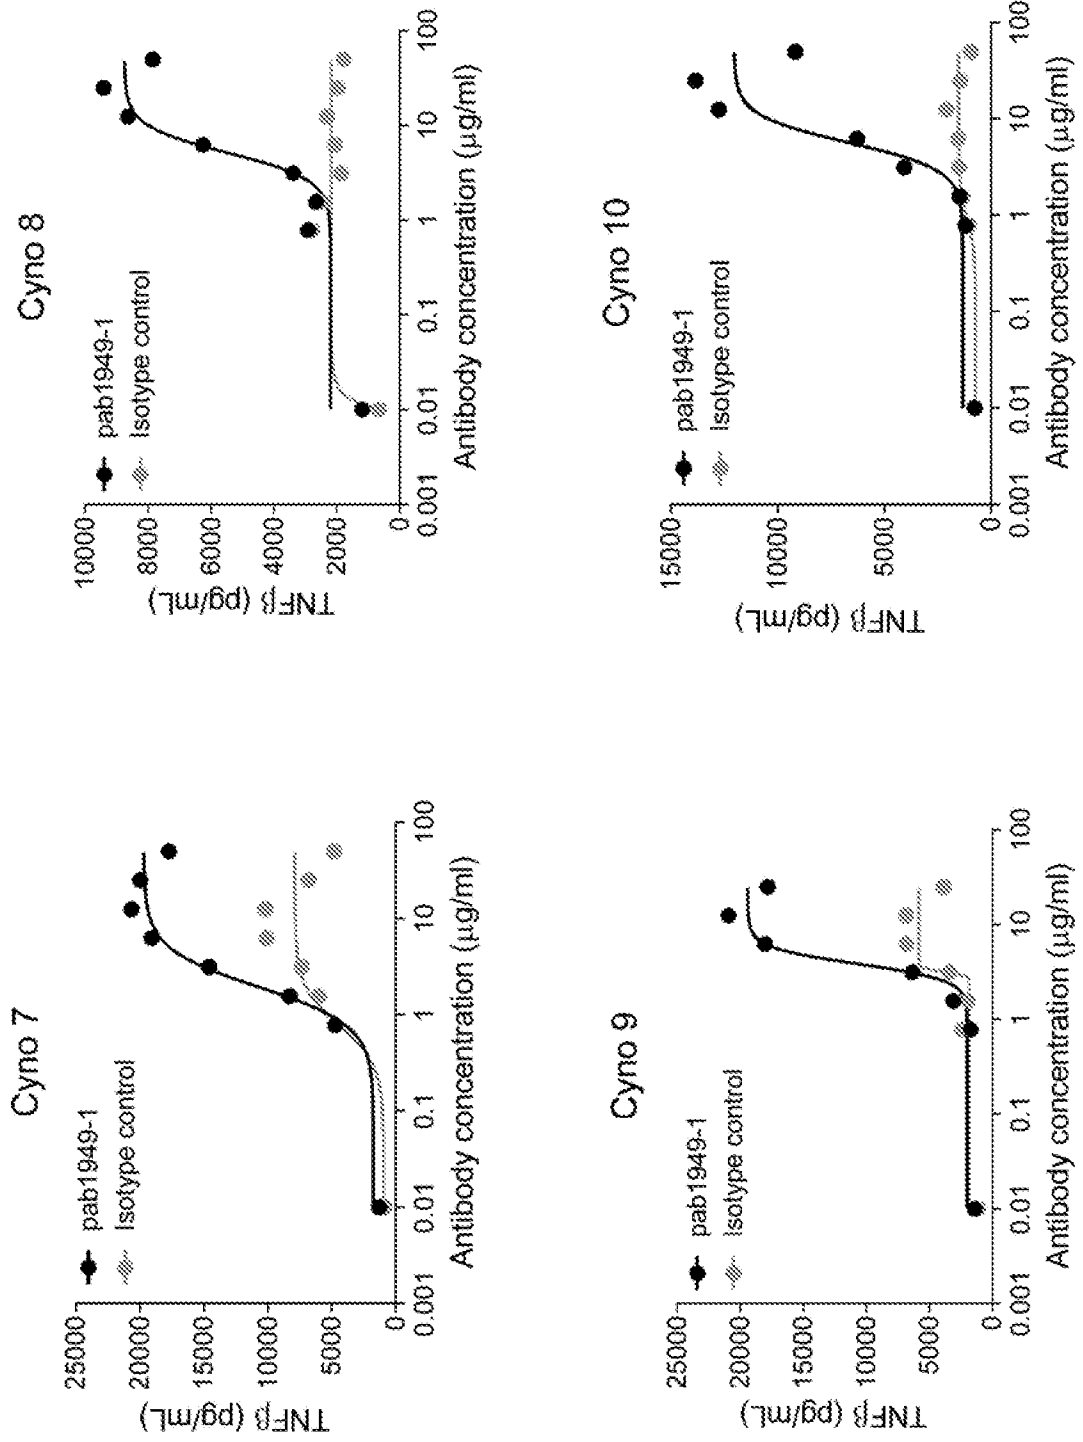 Cyno 7
pab1949-1
Isotype control
25000
20000
15000
10000
5000
0
TNFβ (pg/mL)
0.001
0.01
0.1
1
10
100
Antibody concentration (µg/ml)
Cyno 8
pab1949-1
Isotype control
10000
8000
6000
4000
2000
0
TNFβ (pg/mL)
0.001
0.01
0.1
1
10
100
Antibody concentration (µg/ml)
Cyno 9
pab1949-1
Isotype control
25000
20000
15000
10000
5000
0
TNFβ (pg/mL)
0.001
0.01
0.1
1
10
100
Antibody concentration (µg/ml)
Cyno 10
pab1949-1
Isotype control
15000
10000
5000
0
TNFβ (pg/mL)
0.001
0.01
0.1
1
10
100
Antibody concentration (µg/ml)